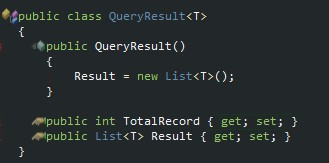 public class QueryResult<T>
{
public QueryResult()
{
Result = new List<T>();
}
public int TotalRecord { get; set; }
public List<T> Result { get; set; }
}